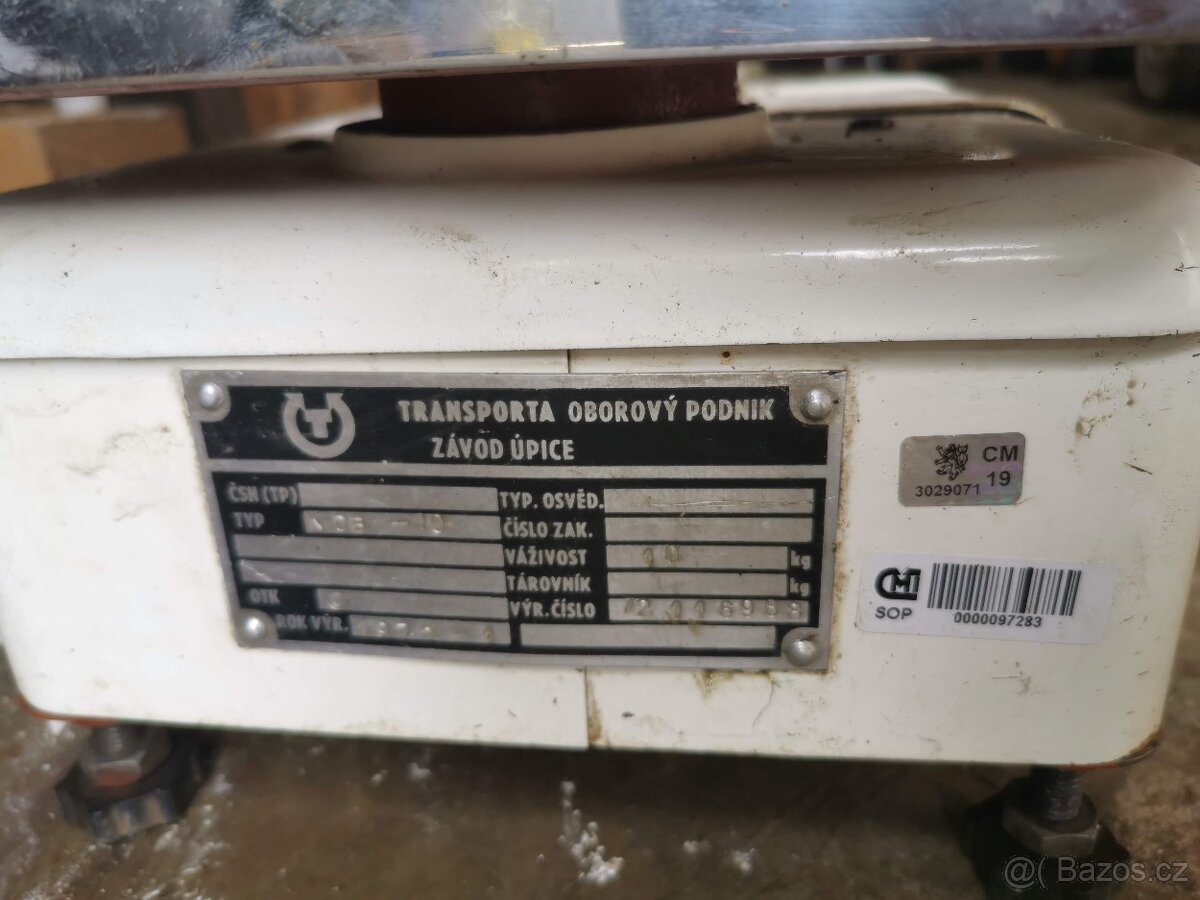 TRANSPORTA OBOROVÝ PODNIK
ZÁVOD ÚPICE
ČSN (TP)
TYP. OSVĚD.
TYP
ČÍSLO ZAK.
VÁŽIVOST 10 kg
TÁROVNÍK kg
OTK
VÝR. ČÍSLO
ROK VÝR.
CM
3029071 19
CMI
SOP
0000097283
@( Bazos.cz